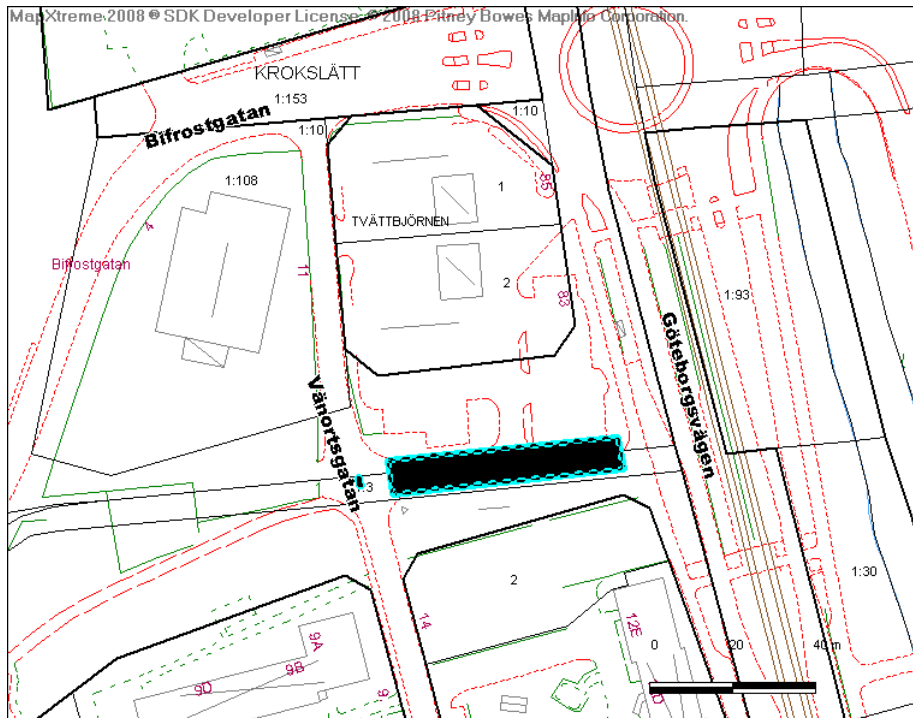 MapXtreme 2008 ® SDK Developer License. © 2008 Pitney Bowes MapInfo Corporation.
KROKSLÄTT
1:153
Bifrostgatan
1:10
1:10
1:108
1
85
TVÄTTBJÖRNEN
4
Bifrostgatan
11
2
83
1:93
Göteborgsvägen
Vänortsgatan
:3
1:30
2
14
12E
9A
9B
9D
9
0 20 40 m